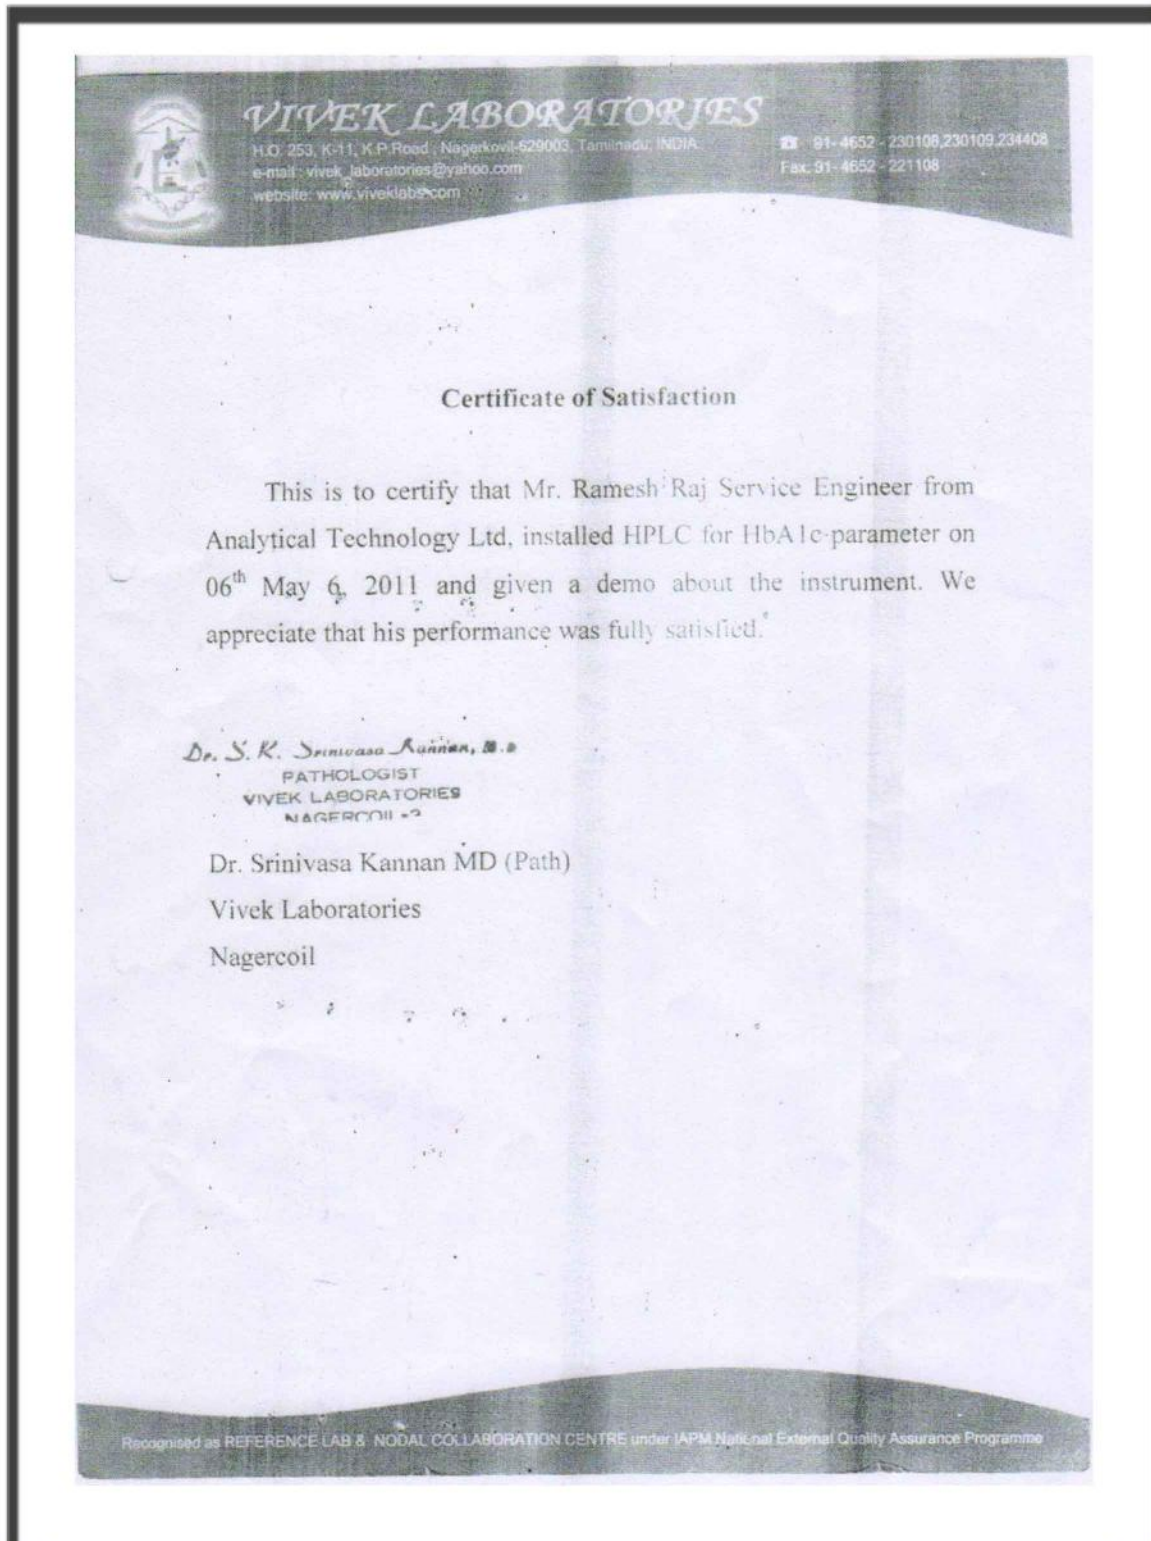 VIVEK LABORATORIES
H.O. 253, K-11, K.P.Road, Nagerkovil-629003, Tamilnadu, INDIA.
e-mail : vivek_laboratories@yahoo.com
website: www.viveklabs.com
☎ 91- 4652 - 230108,230109,234408
Fax. 91- 4652 - 221108
Certificate of Satisfaction
This is to certify that Mr. Ramesh Raj Service Engineer from
Analytical Technology Ltd, installed HPLC for HbA1c-parameter on
06th May 6, 2011 and given a demo about the instrument. We
appreciate that his performance was fully satisfied.
Dr. S. K. Srinivasa Kannan, M.D
PATHOLOGIST
VIVEK LABORATORIES
NAGERCOIL -2
Dr. Srinivasa Kannan MD (Path)
Vivek Laboratories
Nagercoil
Recognised as REFERENCE LAB & NODAL COLLABORATION CENTRE under IAPM National External Quality Assurance Programme